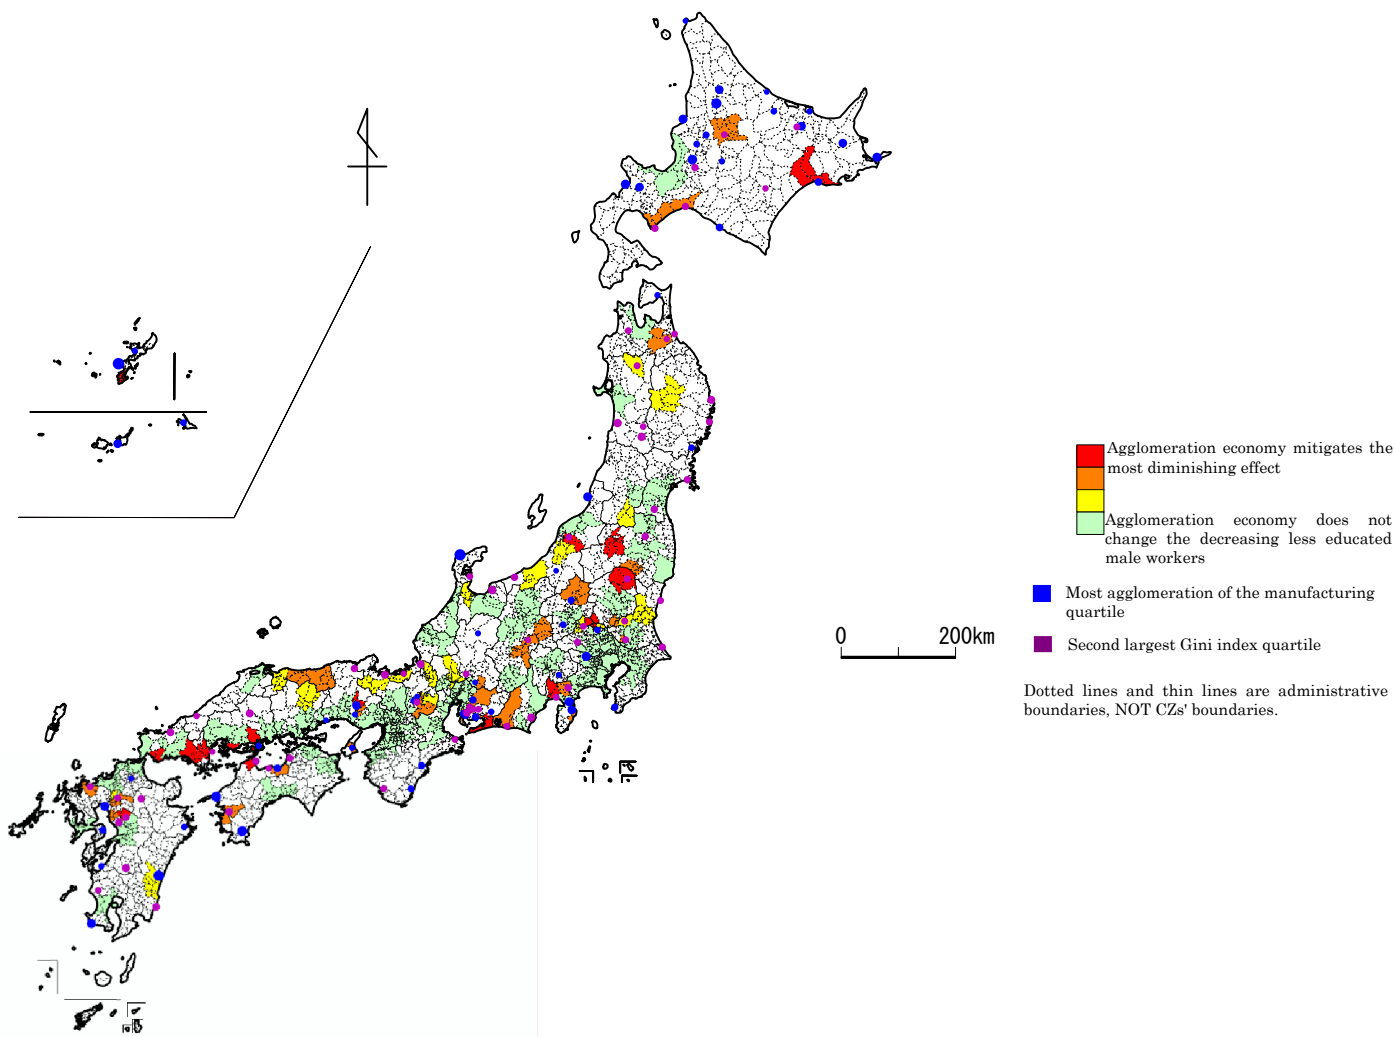 Agglomeration economy mitigates the
most diminishing effect
Agglomeration economy does not
change the decreasing less educated
male workers
Most agglomeration of the manufacturing
quartile
0 200km
Second largest Gini index quartile
Dotted lines and thin lines are administrative
boundaries, NOT CZs' boundaries.